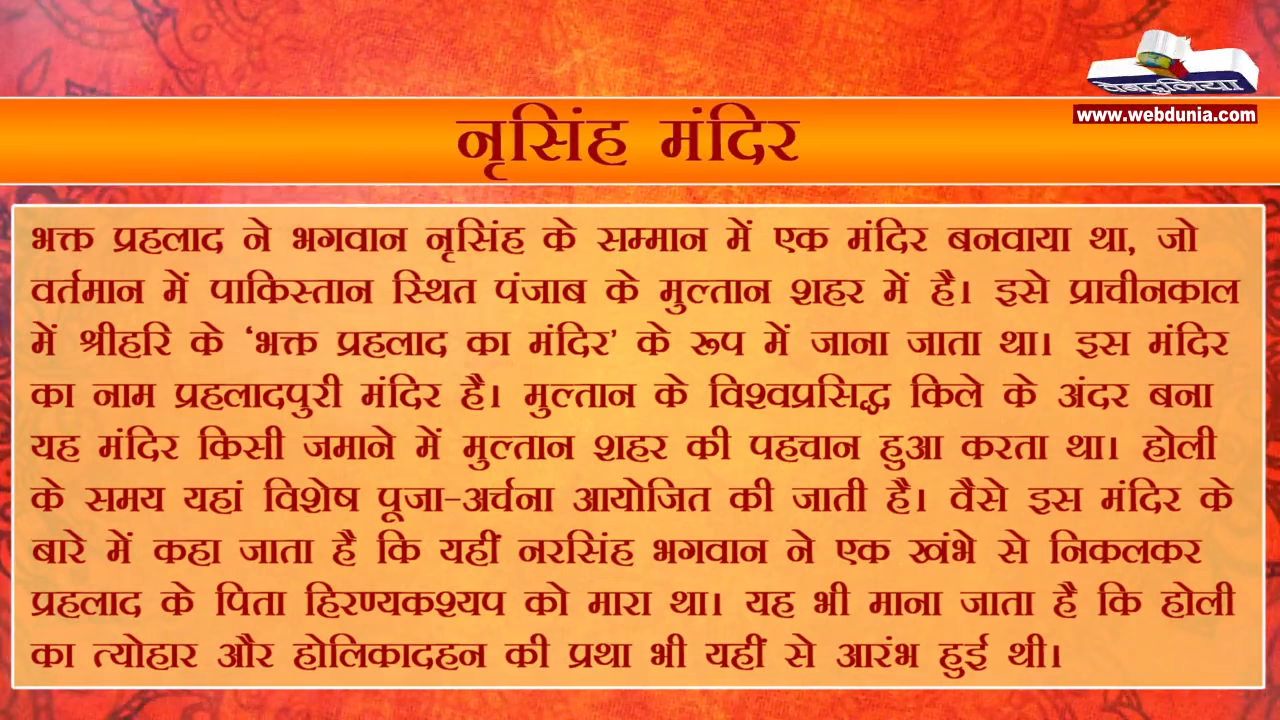 वेबदुनिया
www.webdunia.com
नृसिंह मंदिर
भक्त प्रहलाद ने भगवान नृसिंह के सम्मान में एक मंदिर बनवाया था, जो
वर्तमान में पाकिस्तान स्थित पंजाब के मुल्तान शहर में है। इसे प्राचीनकाल
में श्रीहरि के ‘भक्त प्रहलाद का मंदिर’ के रूप में जाना जाता था। इस मंदिर
का नाम प्रहलादपुरी मंदिर है। मुल्तान के विश्वप्रसिद्ध किले के अंदर बना
यह मंदिर किसी जमाने में मुल्तान शहर की पहचान हुआ करता था। होली
के समय यहां विशेष पूजा-अर्चना आयोजित की जाती है। वैसे इस मंदिर के
बारे में कहा जाता है कि यहीं नरसिंह भगवान ने एक खंभे से निकलकर
प्रहलाद के पिता हिरण्यकश्यप को मारा था। यह भी माना जाता है कि होली
का त्योहार और होलिकादहन की प्रथा भी यहीं से आरंभ हुई थी।